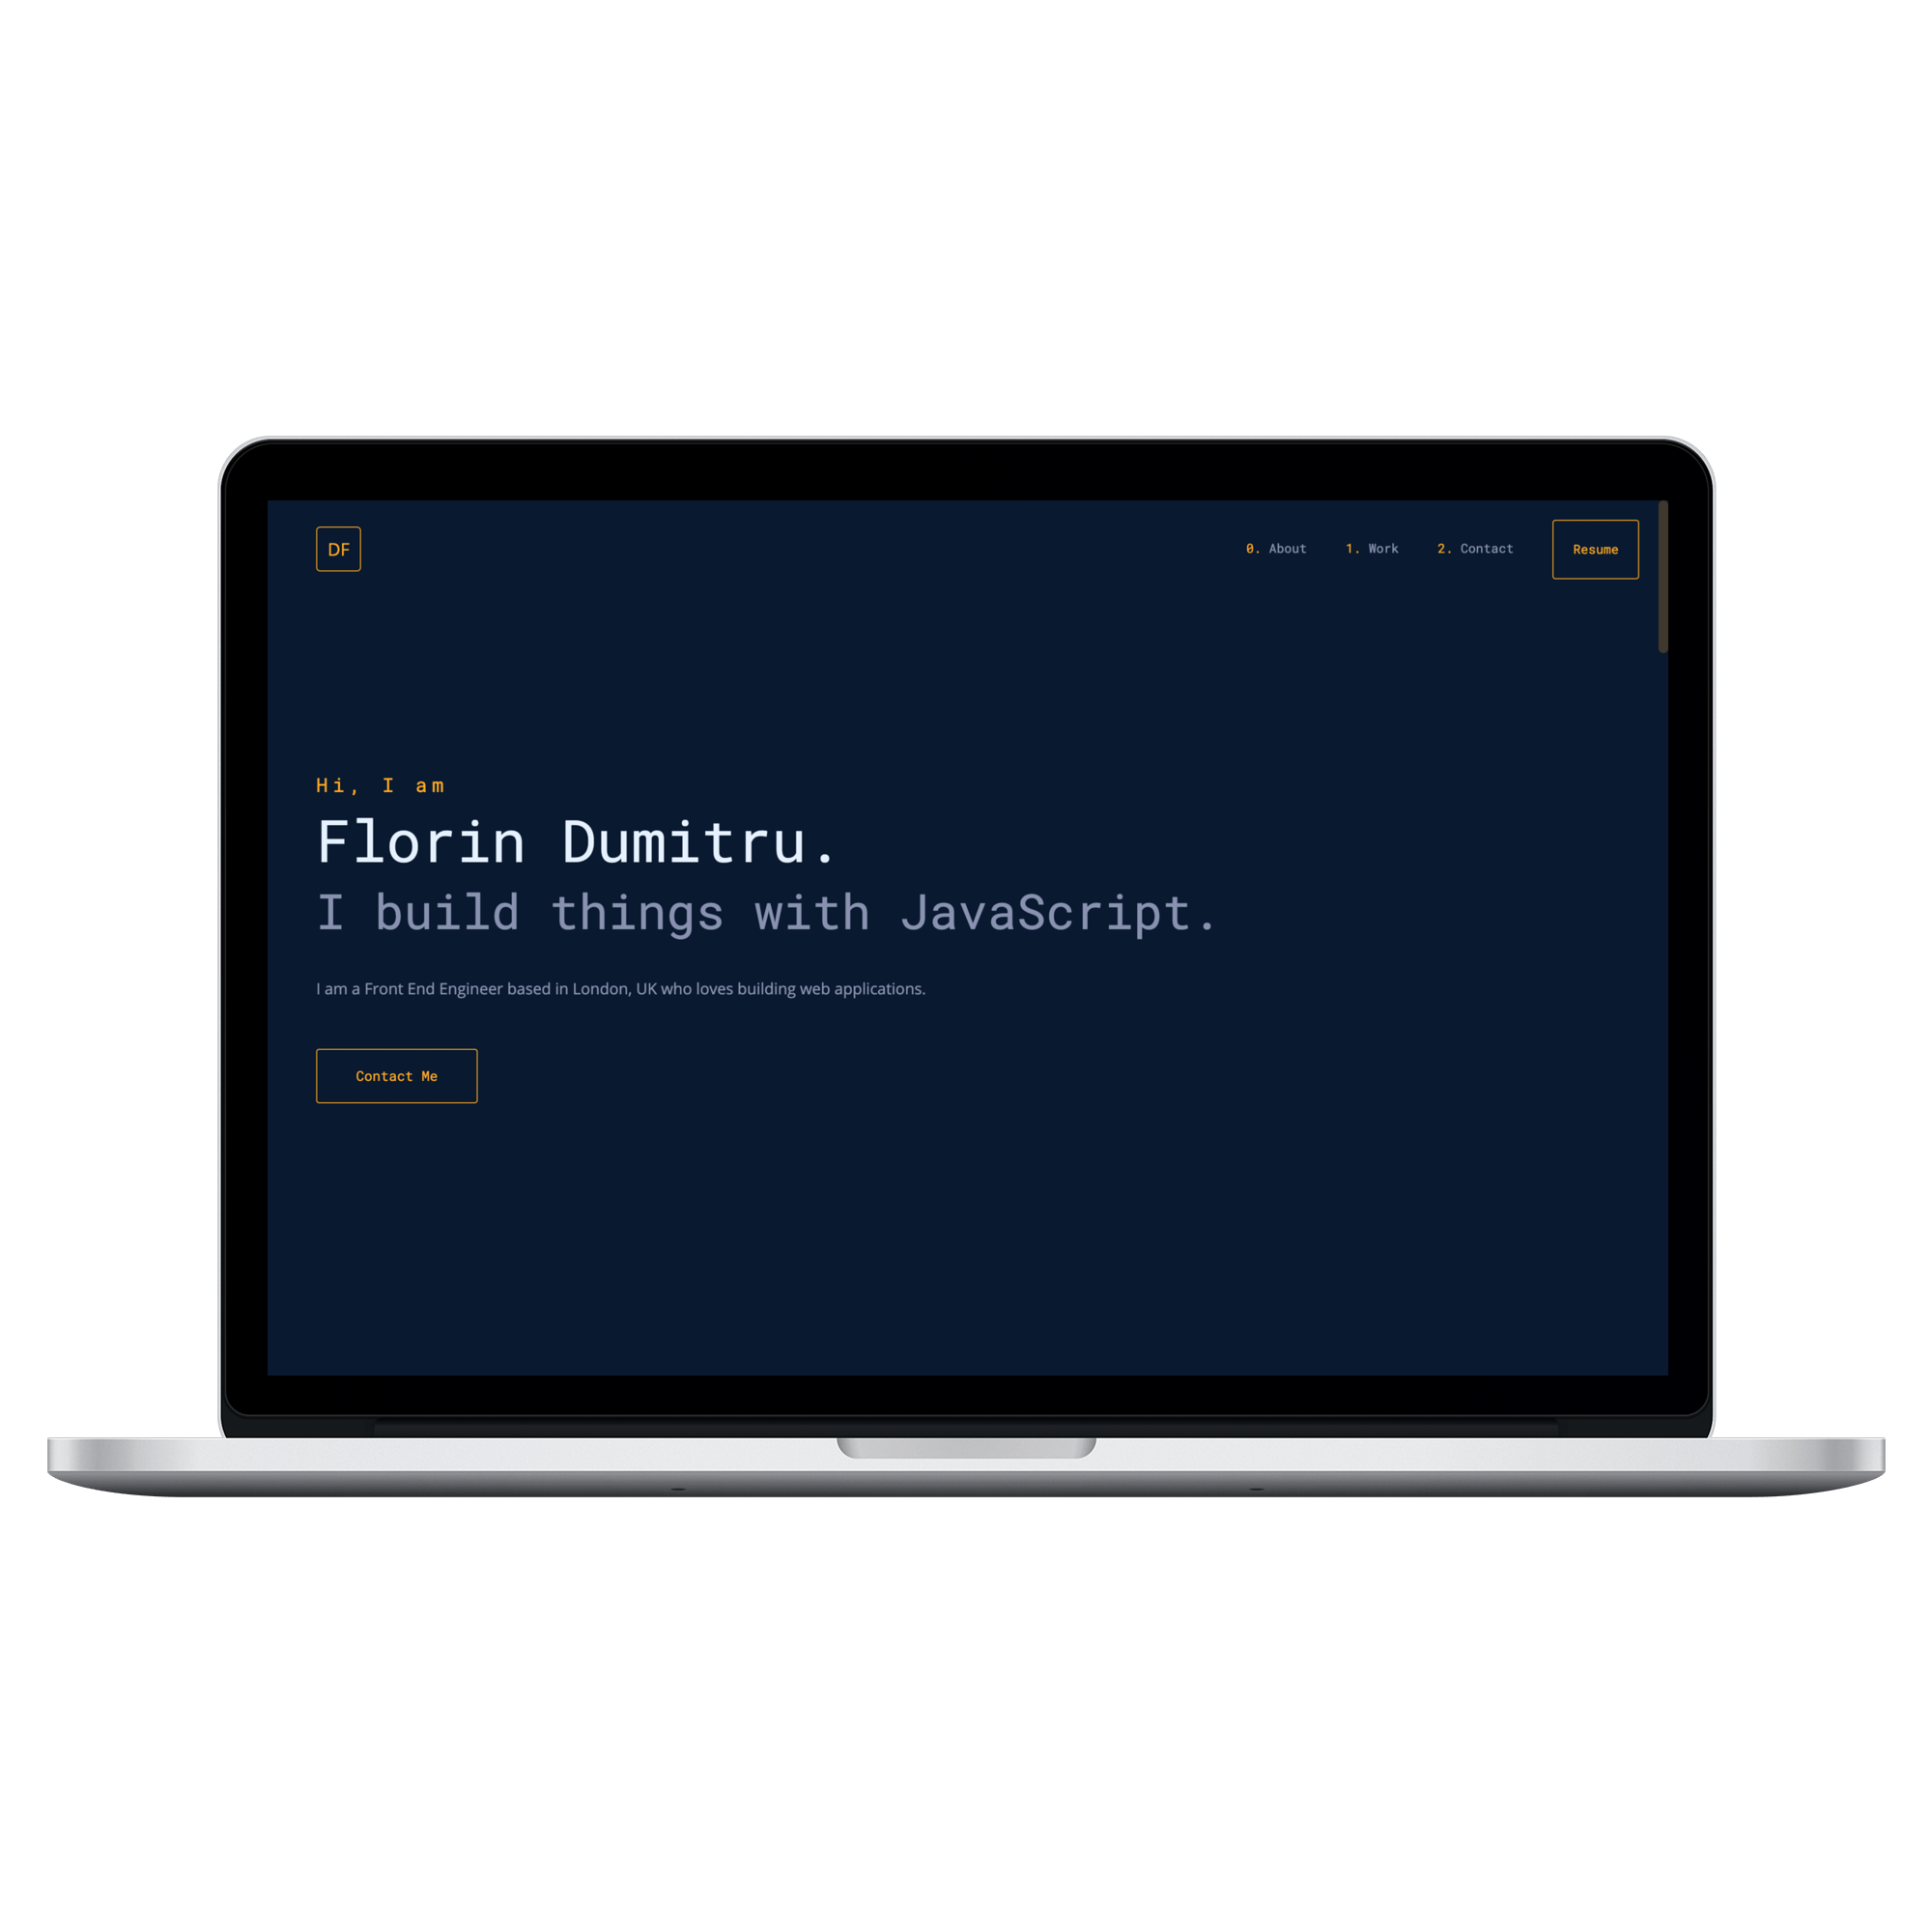 DF
0. About 1. Work 2. Contact Resume
Hi, I am
Florin Dumitru.
I build things with JavaScript.
I am a Front End Engineer based in London, UK who loves building web applications.
Contact Me